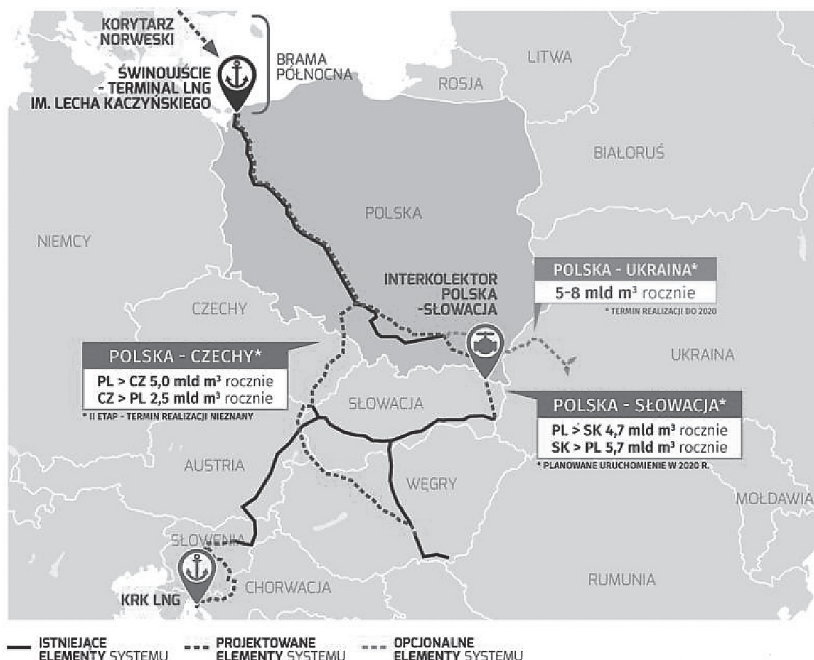 KORYTARZ
NORWESKI
ŚWINOUJŚCIE
- TERMINAL LNG
IM. LECHA KACZYŃSKIEGO
BRAMA
PÓŁNOCNA
ROSJA
LITWA
BIAŁORUŚ
POLSKA
NIEMCY
INTERKOLEKTOR
POLSKA
-SŁOWACJA
POLSKA - UKRAINA*
5-8 mld m³ rocznie
* TERMIN REALIZACJI DO 2020
CZECHY
UKRAINA
POLSKA - CZECHY*
PL > CZ 5,0 mld m³ rocznie
CZ > PL 2,5 mld m³ rocznie
* II ETAP - TERMIN REALIZACJI NIEZNANY
SŁOWACJA
POLSKA - SŁOWACJA*
PL > SK 4,7 mld m³ rocznie
SK > PL 5,7 mld m³ rocznie
* PLANOWANE URUCHOMIENIE W 2020 R.
AUSTRIA
WĘGRY
MOŁDAWIA
SŁOWENIA
KRK LNG
CHORWACJA
RUMUNIA
ISTNIEJĄCE
ELEMENTY SYSTEMU
PROJEKTOWANE
ELEMENTY SYSTEMU
OPCJONALNE
ELEMENTY SYSTEMU